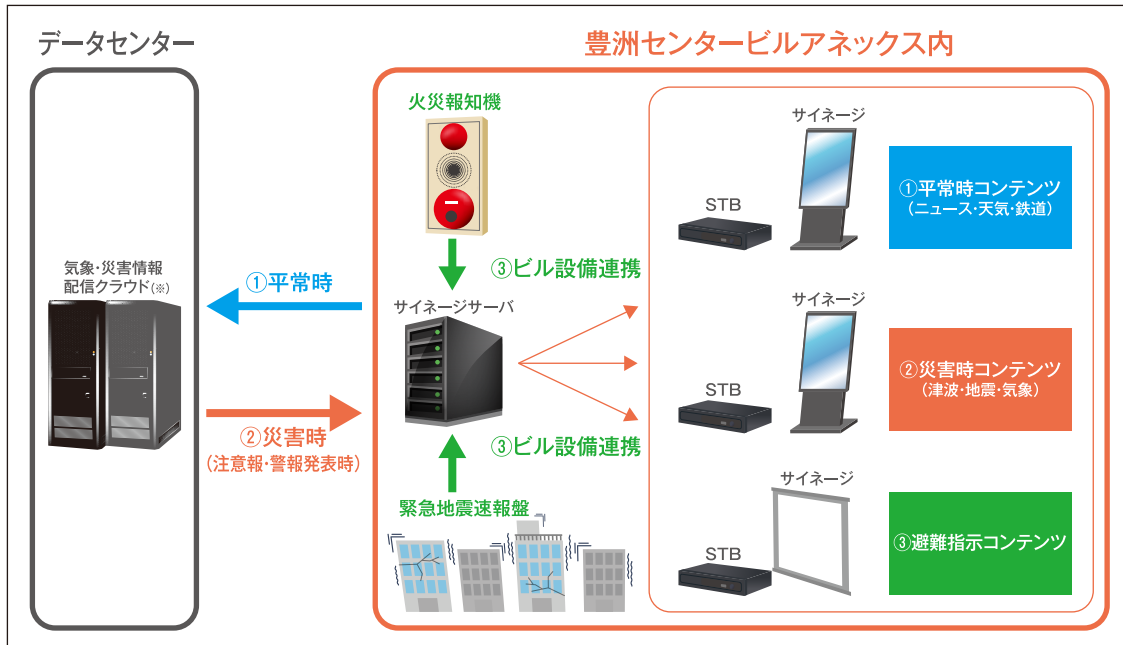 データセンター
気象・災害情報
配信クラウド(※)
①平常時
②災害時
(注意報・警報発表時)
豊洲センタービルアネックス内
火災報知機
③ビル設備連携
サイネージサーバ
③ビル設備連携
緊急地震速報盤
サイネージ
STB
①平常時コンテンツ
(ニュース・天気・鉄道)
サイネージ
STB
②災害時コンテンツ
(津波・地震・気象)
サイネージ
STB
③避難指示コンテンツ